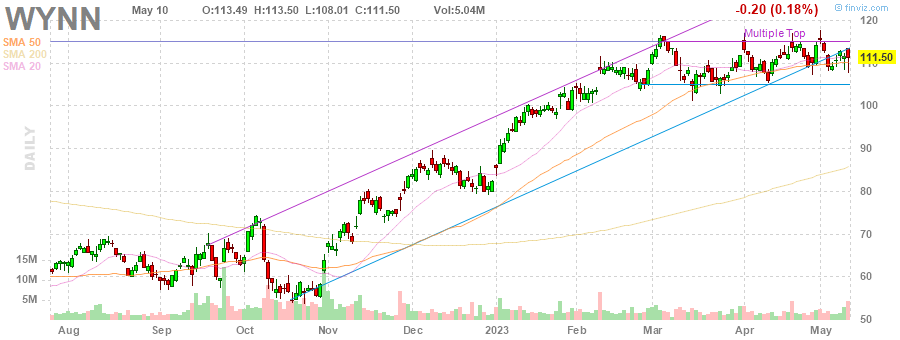 WYNN May 10 O:113.49 H:113.50 L:108.01 C:111.50 Vol:5.04M -0.20 (0.18%) © finviz.com
SMA 50
SMA 200
SMA 20
Multiple Top
120
110
111.50
100
90
80
70
60
50
DAILY
15M
10M
5M
Aug Sep Oct Nov Dec 2023 Feb Mar Apr May